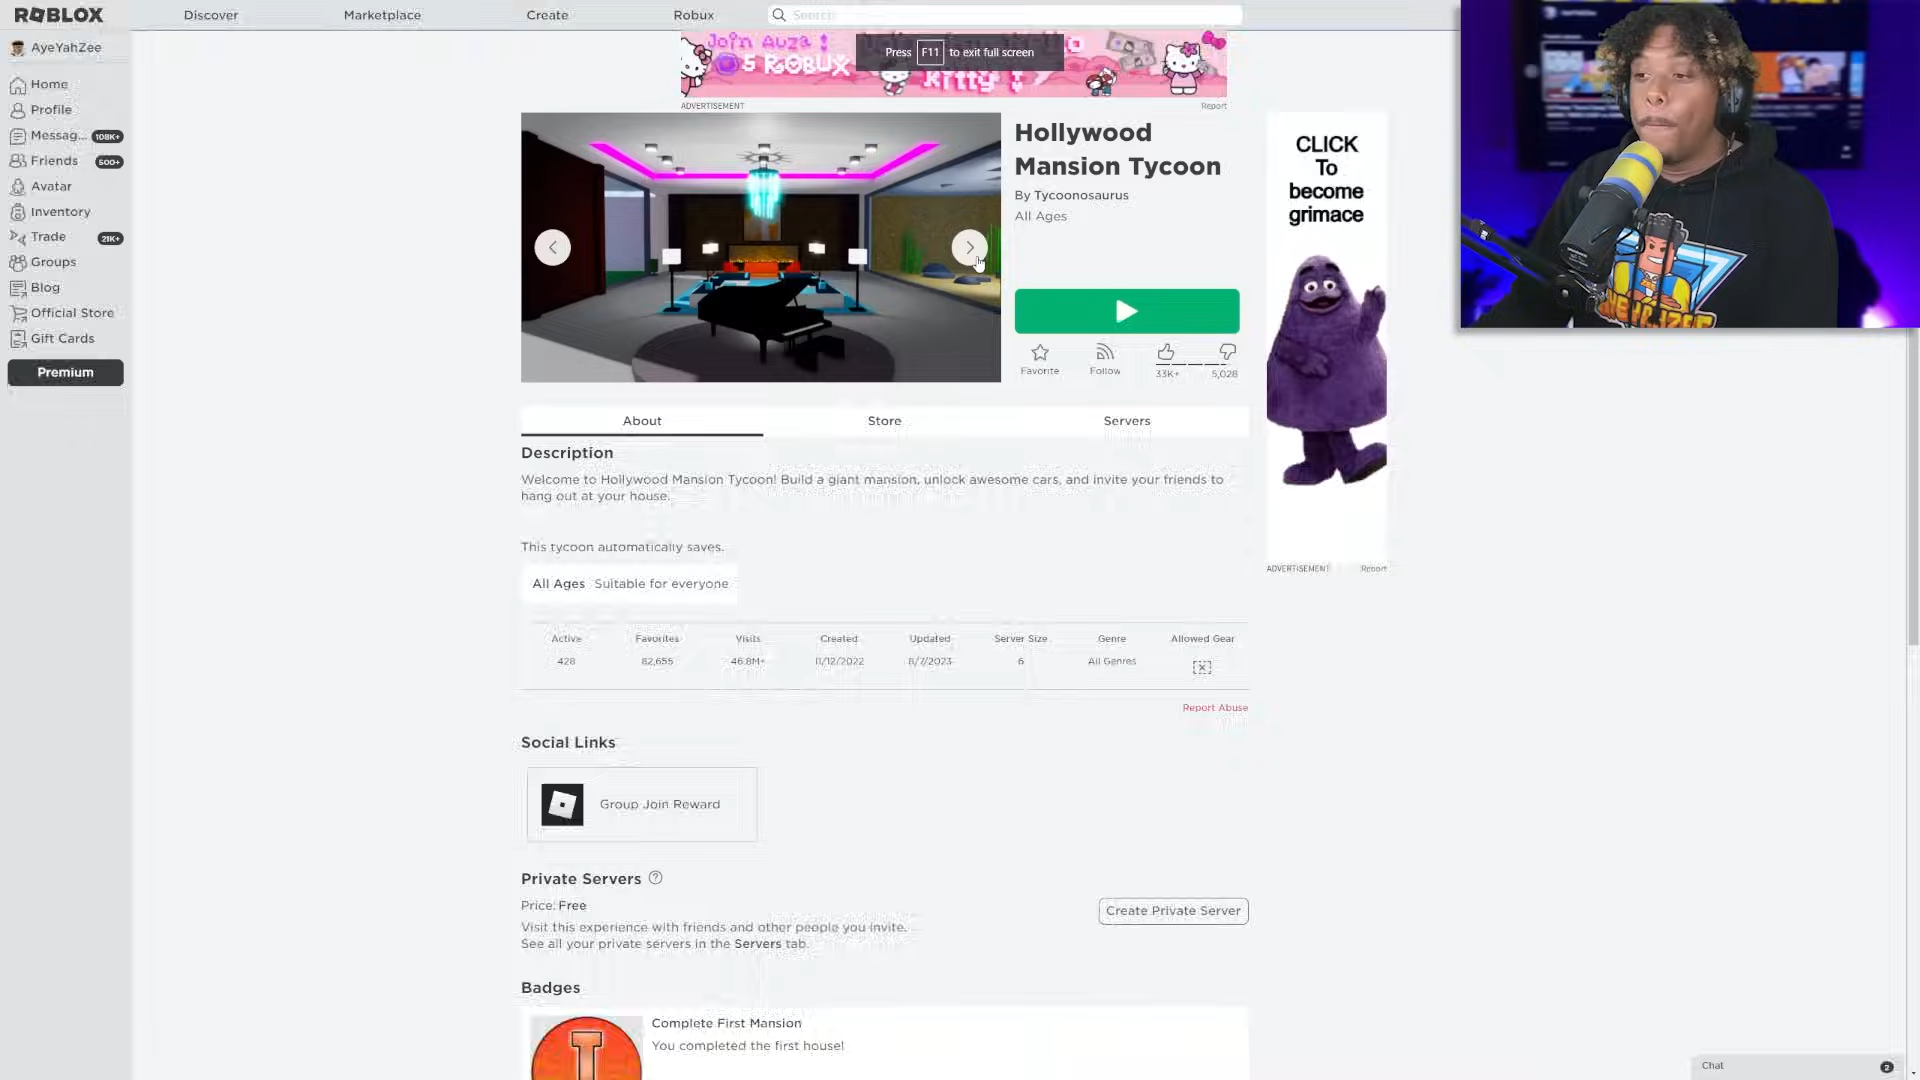 ROBLOX
Discover
Marketplace
Create
Robux
Search
AyeYahZee
Home
Profile
Messag... 108K+
Friends 500+
Avatar
Inventory
Trade 21K+
Groups
Blog
Official Store
Gift Cards
Premium
Join Auza !
5 ROBUX
Kitty !
Press F11 to exit full screen
ADVERTISEMENT
Report
Hollywood
Mansion Tycoon
By Tycoonosaurus
All Ages
Favorite
Follow
33K+
5,028
CLICK
To
become
grimace
ADVERTISEMENT
Report
About
Store
Servers
Description
Welcome to Hollywood Mansion Tycoon! Build a giant mansion, unlock awesome cars, and invite your friends to
hang out at your house.
This tycoon automatically saves.
All Ages Suitable for everyone
Active Favorites Visits Created Updated Server Size Genre Allowed Gear
428 82,655 46.8M+ 11/12/2022 8/7/2023 6 All Genres
Report Abuse
Social Links
Group Join Reward
Private Servers
Price: Free
Visit this experience with friends and other people you invite.
See all your private servers in the Servers tab.
Create Private Server
Badges
Complete First Mansion
You completed the first house!
Chat
2